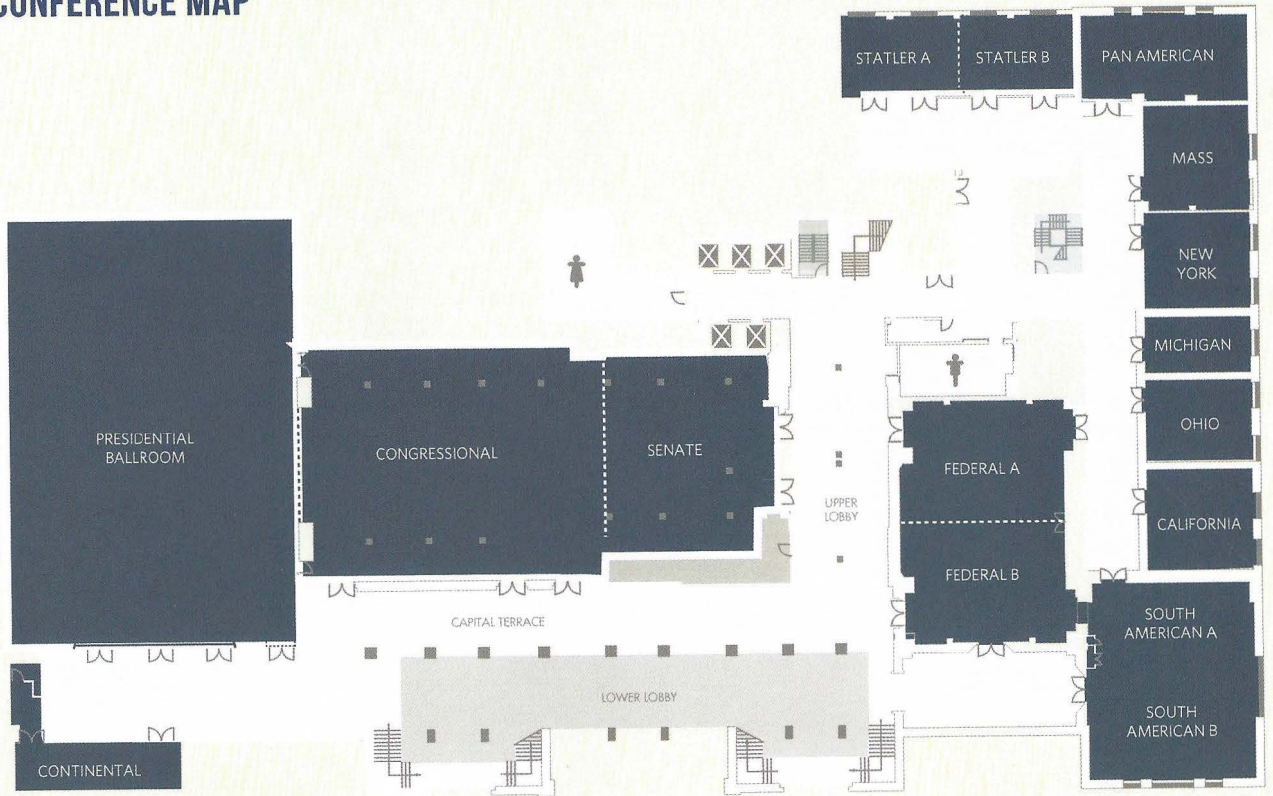 CONFERENCE MAP
STATLER A
STATLER B
PAN AMERICAN
MASS
NEW
YORK
MICHIGAN
OHIO
CALIFORNIA
PRESIDENTIAL
BALLROOM
CONGRESSIONAL
SENATE
UPPER
LOBBY
FEDERAL A
FEDERAL B
SOUTH
AMERICAN A
SOUTH
AMERICAN B
CAPITAL TERRACE
LOWER LOBBY
CONTINENTAL